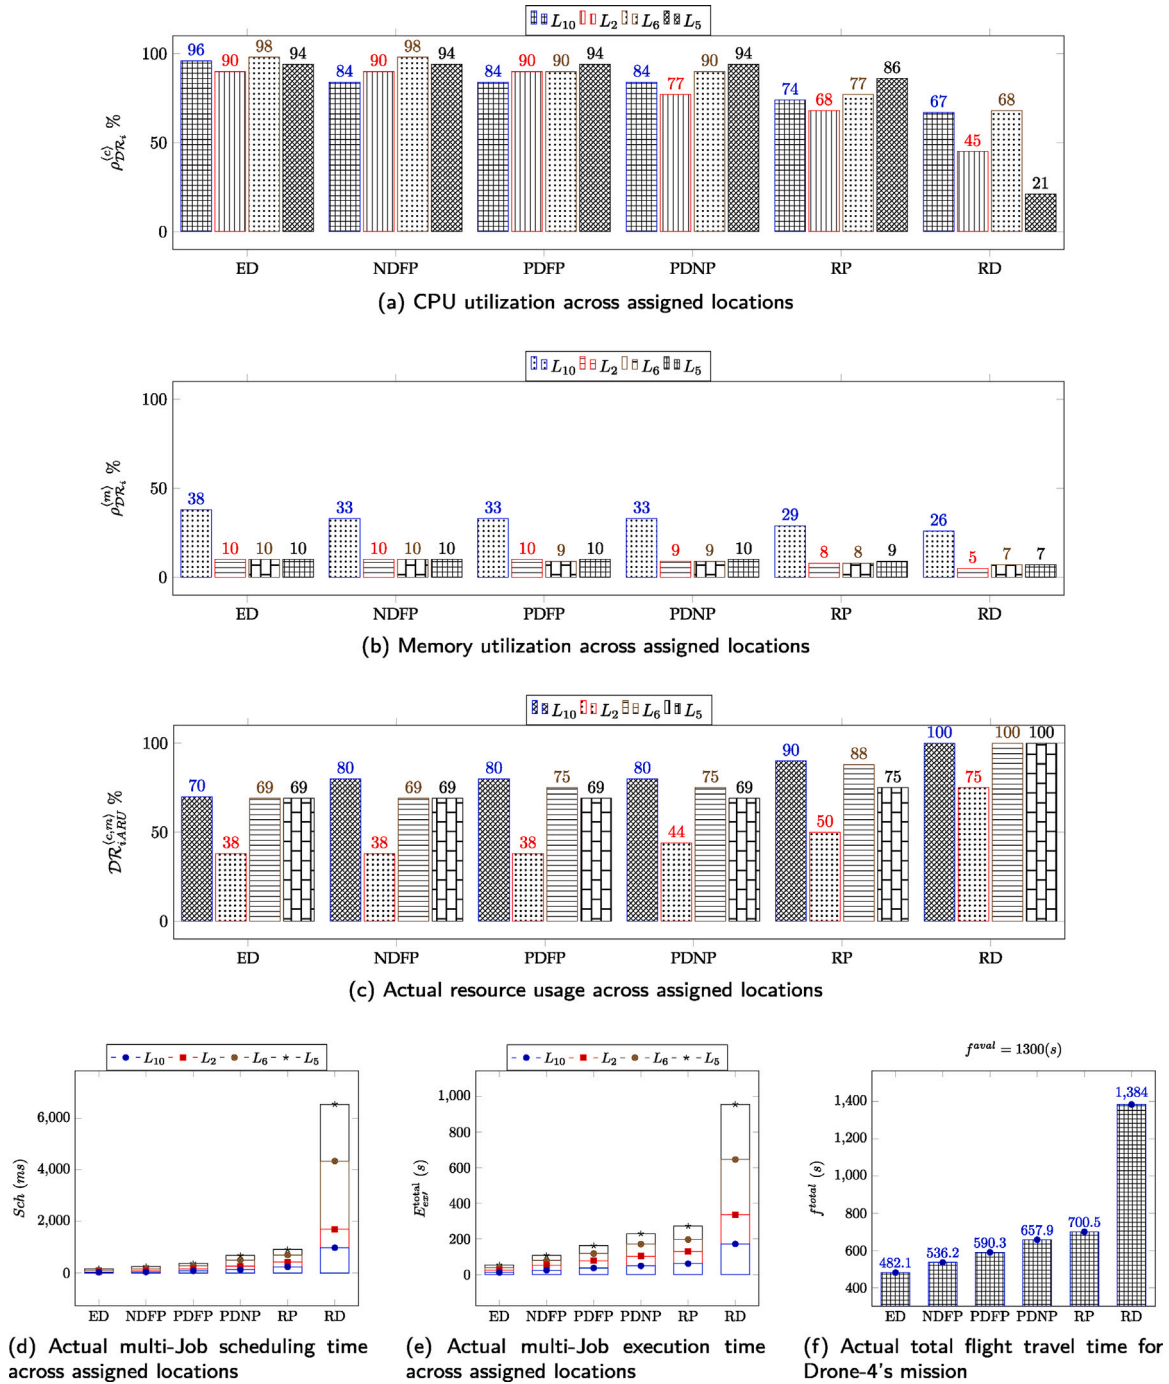 L10 L2 L6 L5
ρ⟨c⟩DRi %
100
50
0
96 90 98 94
84 90 98 94
84 90 90 94
84 77 90 94
74 68 77 86
67 45 68 21
ED NDFP PDFP PDNP RP RD
(a) CPU utilization across assigned locations
L10 L2 L6 L5
ρ⟨m⟩DRi %
100
50
0
38 10 10 10
33 10 10 10
33 10 9 10
33 9 9 10
29 8 8 9
26 5 7 7
ED NDFP PDFP PDNP RP RD
(b) Memory utilization across assigned locations
L10 L2 L6 L5
DR⟨c,m⟩iARU %
100
50
0
70 38 69 69
80 38 69 69
80 38 75 69
80 44 75 69
90 50 88 75
100 75 100 100
ED NDFP PDFP PDNP RP RD
(c) Actual resource usage across assigned locations
L10 L2 L6 L5
Sch (ms)
6,000
4,000
2,000
0
ED NDFP PDFP PDNP RP RD
(d) Actual multi-Job scheduling time
across assigned locations
L10 L2 L6 L5
Etotalex′ (s)
1,000
800
600
400
200
0
ED NDFP PDFP PDNP RP RD
(e) Actual multi-Job execution time
across assigned locations
faval = 1300(s)
ftotal (s)
1,400
1,200
1,000
800
600
400
482.1 536.2 590.3 657.9 700.5 1,384
ED NDFP PDFP PDNP RP RD
(f) Actual total flight travel time for
Drone-4's mission